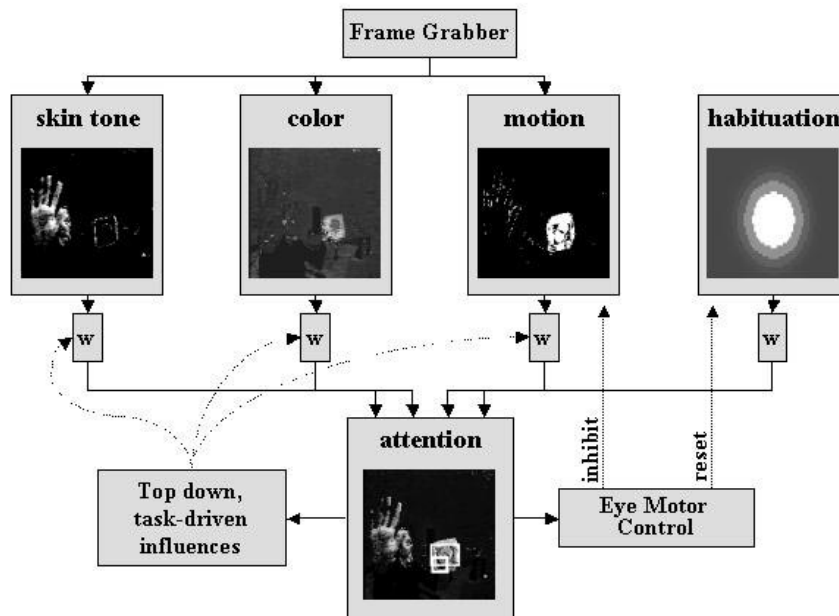 Frame Grabber
skin tone
color
motion
habituation
w
w
w
w
attention
inhibit
reset
Top down,
task-driven
influences
Eye Motor
Control